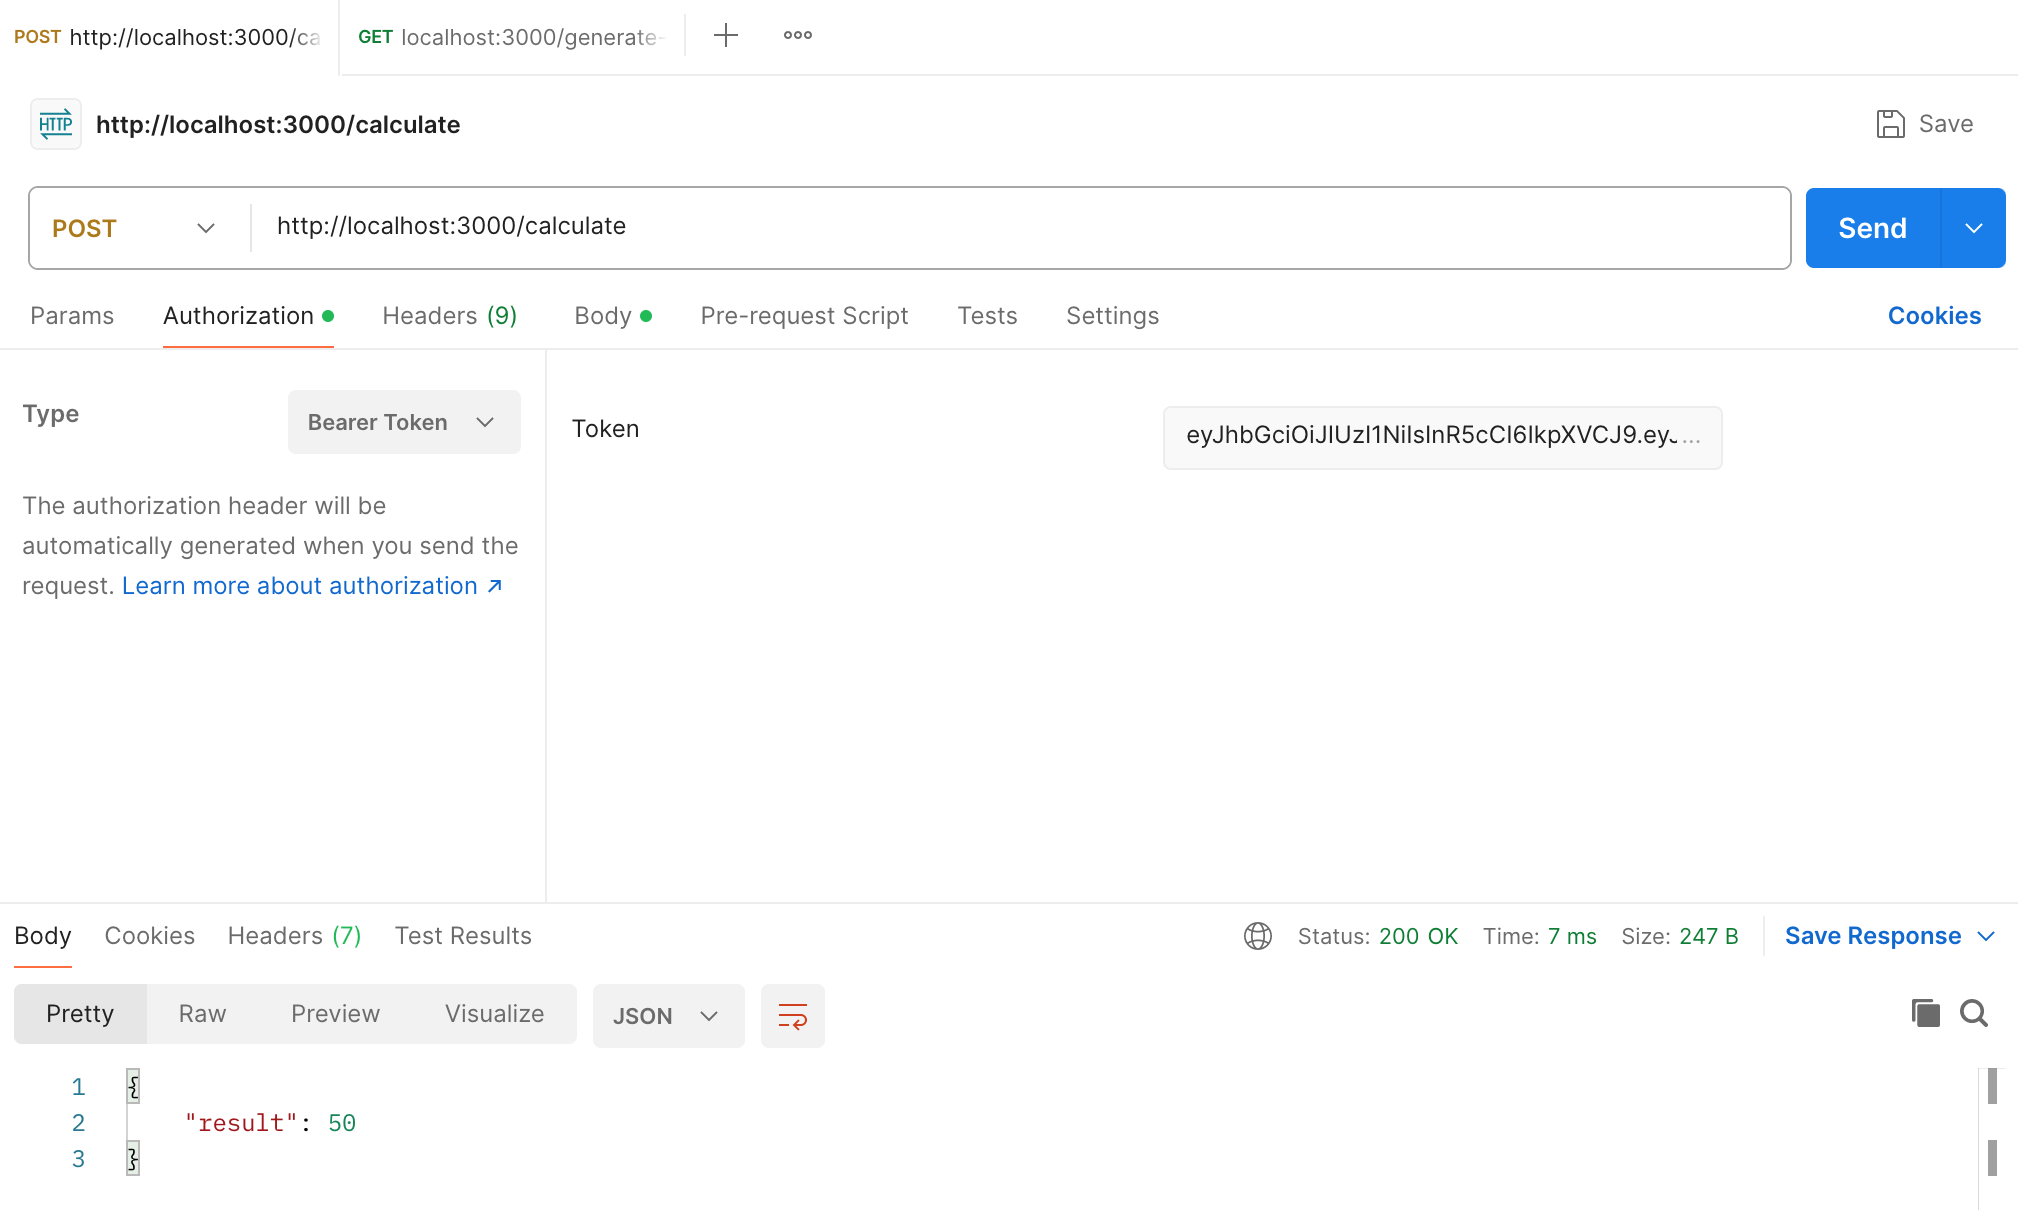 POST http://localhost:3000/ca
GET localhost:3000/generate-
HTTP http://localhost:3000/calculate
Save
POST http://localhost:3000/calculate
Send
Params Authorization Headers (9) Body Pre-request Script Tests Settings Cookies
Type Bearer Token
The authorization header will be
automatically generated when you send the
request. Learn more about authorization ↗
Token eyJhbGciOiJIUzI1NiIsInR5cCI6IkpXVCJ9.eyJ...
Body Cookies Headers (7) Test Results Status: 200 OK Time: 7 ms Size: 247 B Save Response
Pretty Raw Preview Visualize JSON
1 {
2 "result": 50
3 }